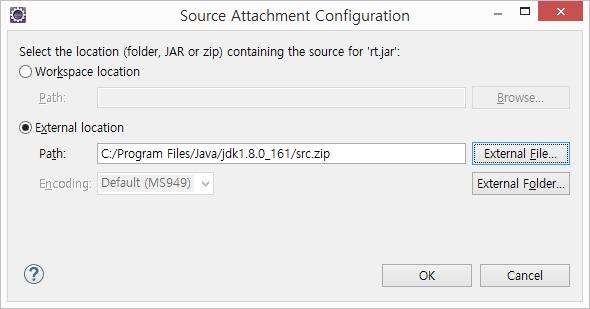 Source Attachment Configuration
Select the location (folder, JAR or zip) containing the source for 'rt.jar':
Workspace location
Path: Browse...
External location
Path: C:/Program Files/Java/jdk1.8.0_161/src.zip External File...
Encoding: Default (MS949) External Folder...
? OK Cancel